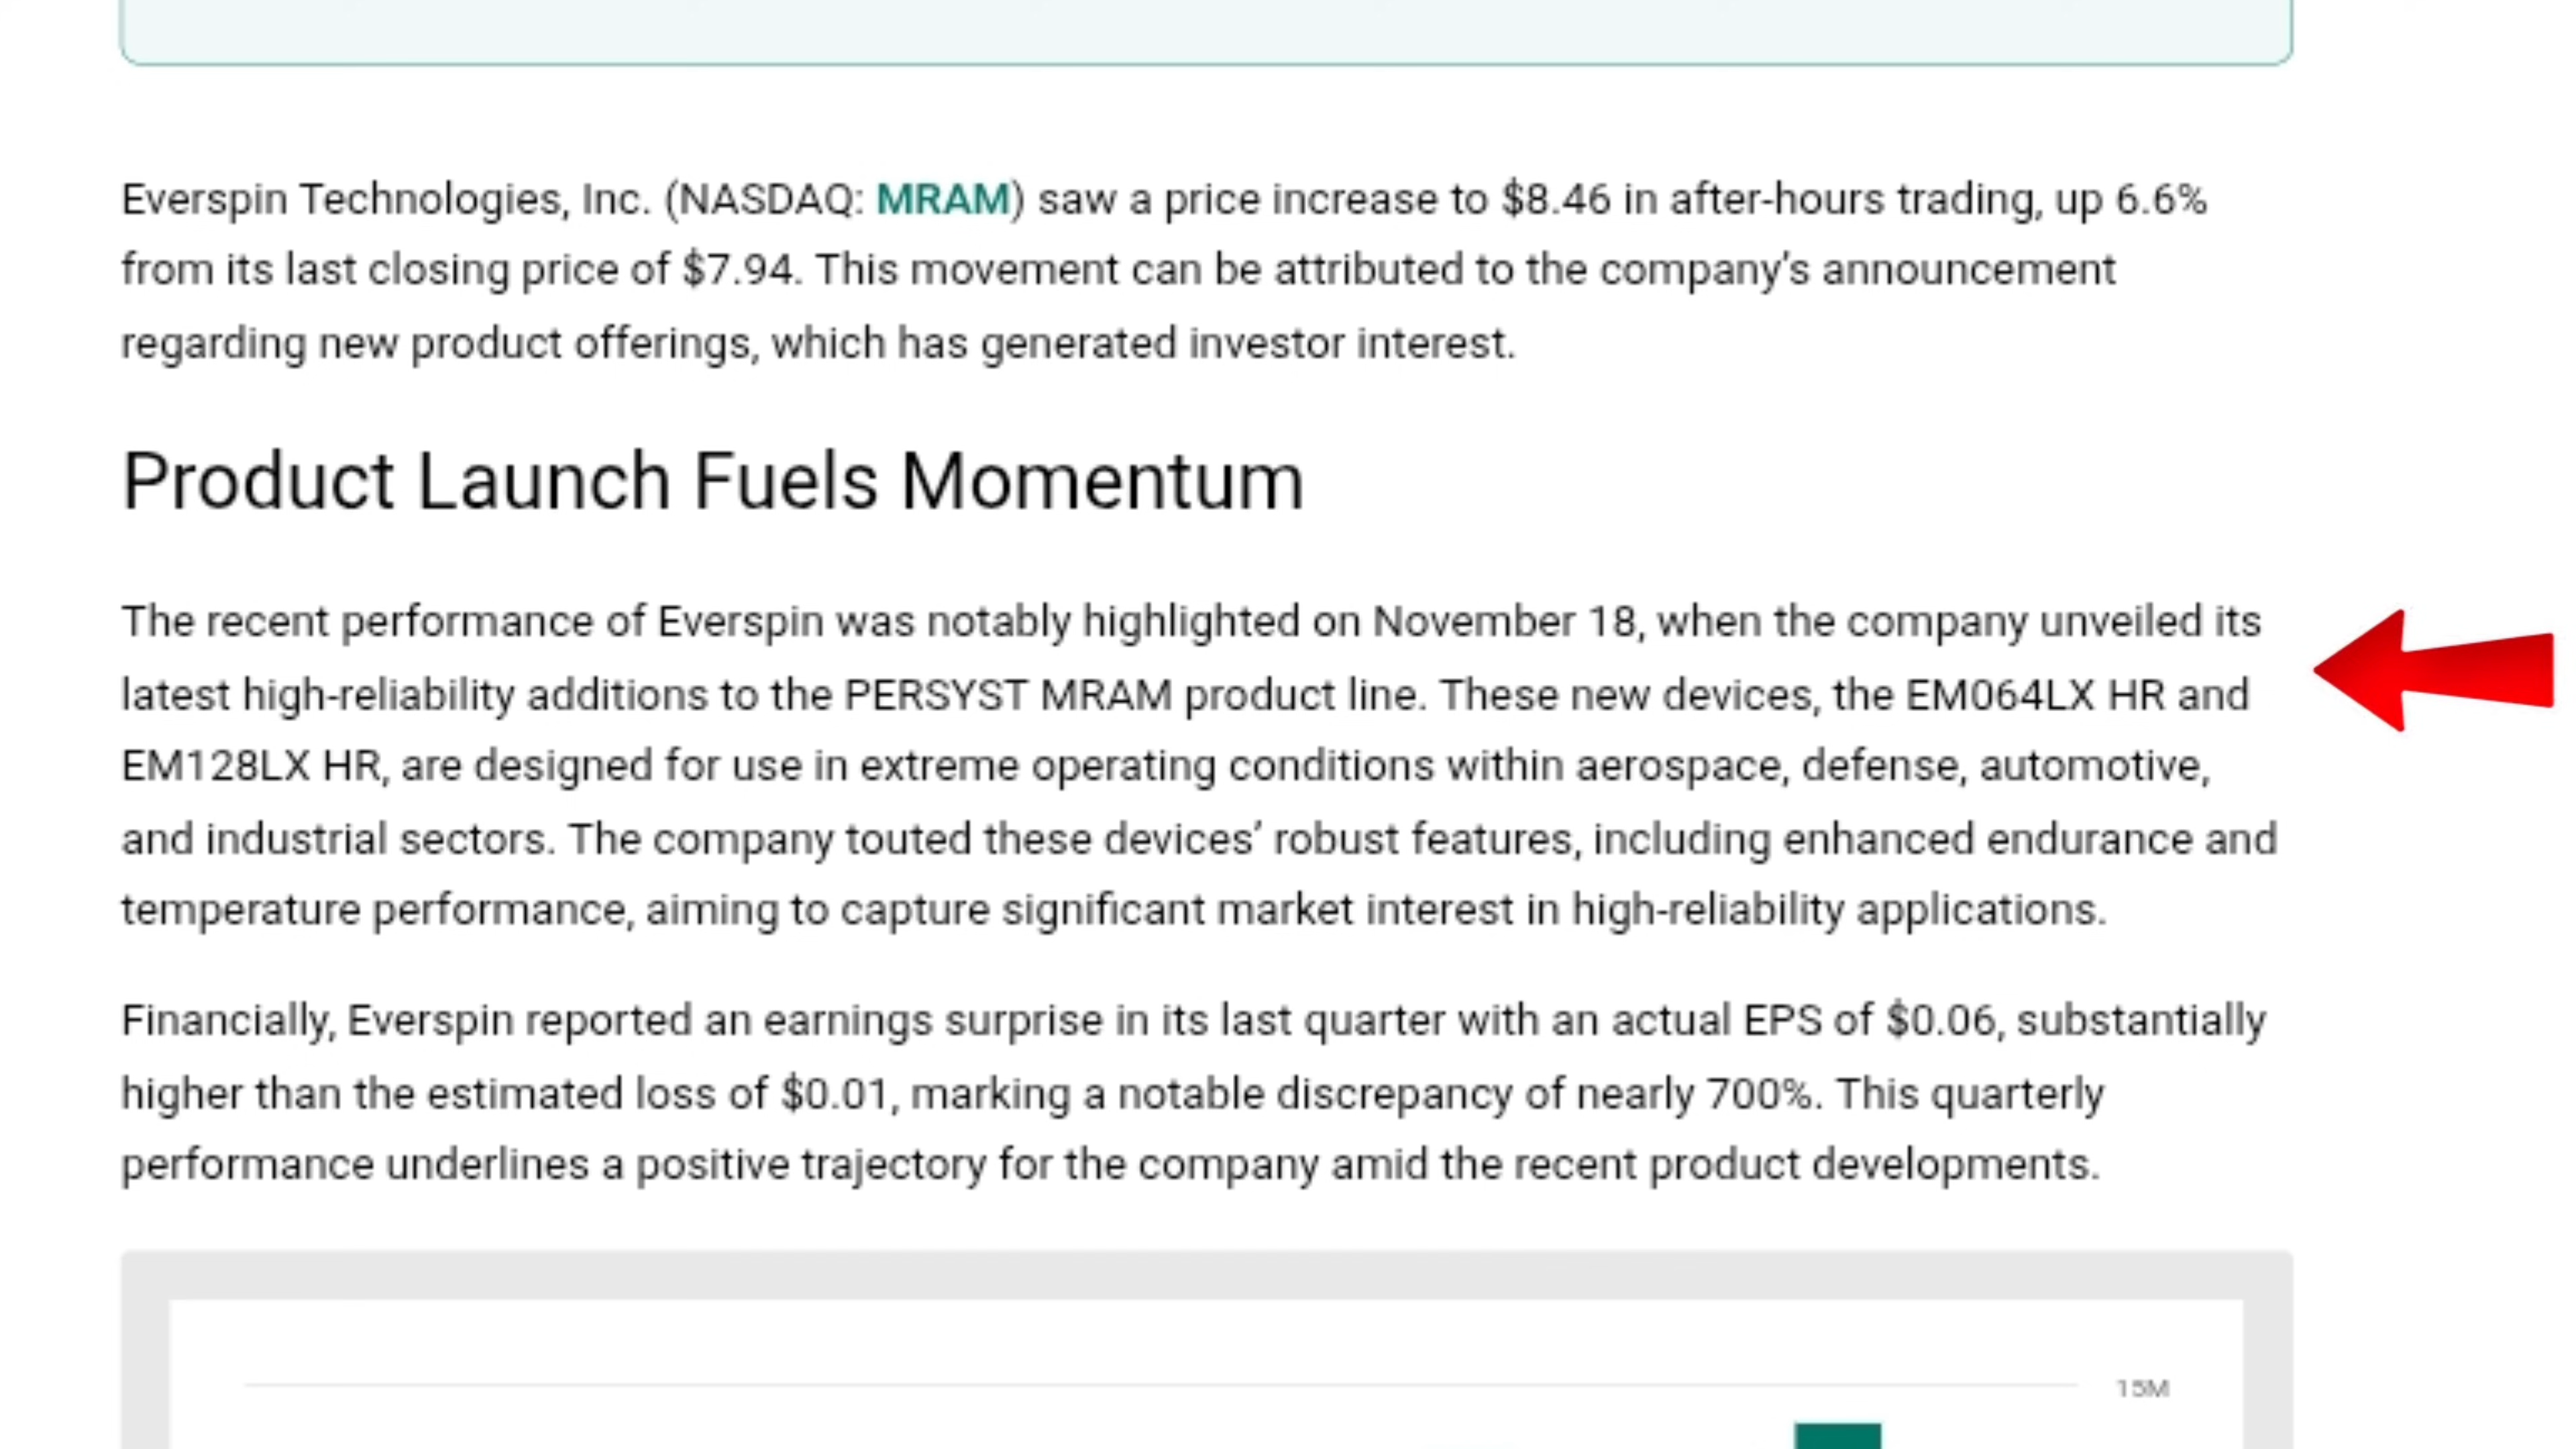 Everspin Technologies, Inc. (NASDAQ: MRAM) saw a price increase to $8.46 in after-hours trading, up 6.6%
from its last closing price of $7.94. This movement can be attributed to the company’s announcement
regarding new product offerings, which has generated investor interest.
Product Launch Fuels Momentum
The recent performance of Everspin was notably highlighted on November 18, when the company unveiled its
latest high-reliability additions to the PERSYST MRAM product line. These new devices, the EM064LX HR and
EM128LX HR, are designed for use in extreme operating conditions within aerospace, defense, automotive,
and industrial sectors. The company touted these devices’ robust features, including enhanced endurance and
temperature performance, aiming to capture significant market interest in high-reliability applications.
Financially, Everspin reported an earnings surprise in its last quarter with an actual EPS of $0.06, substantially
higher than the estimated loss of $0.01, marking a notable discrepancy of nearly 700%. This quarterly
performance underlines a positive trajectory for the company amid the recent product developments.
15M